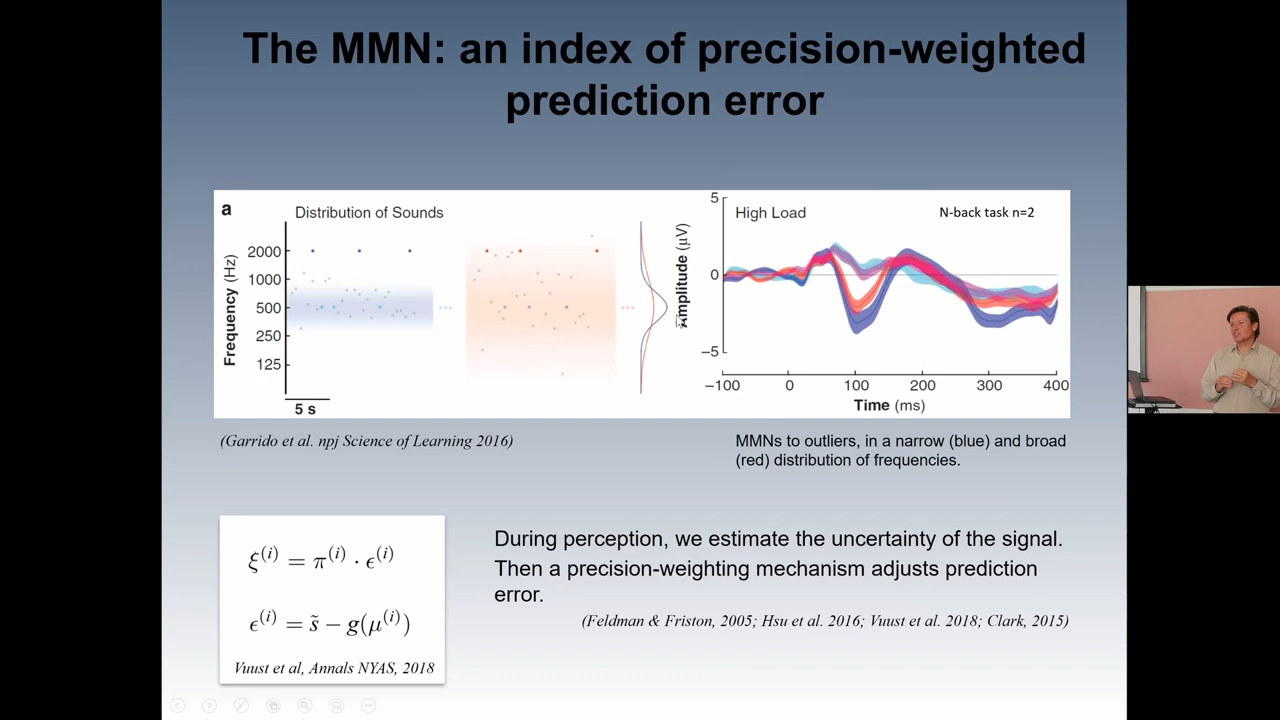 The MMN: an index of precision-weighted
prediction error
a
Distribution of Sounds
Frequency (Hz)
2000
1000
500
250
125
5 s
High Load
N-back task n=2
Amplitude (μV)
5
0
–5
–100
0
100
200
300
400
Time (ms)
(Garrido et al. npj Science of Learning 2016)
MMNs to outliers, in a narrow (blue) and broad
(red) distribution of frequencies.
ξ⁽ⁱ⁾ = π⁽ⁱ⁾ · ϵ⁽ⁱ⁾
ϵ⁽ⁱ⁾ = s̃ − g(μ⁽ⁱ⁾)
Vuust et al, Annals NYAS, 2018
During perception, we estimate the uncertainty of the signal.
Then a precision-weighting mechanism adjusts prediction
error.
(Feldman & Friston, 2005; Hsu et al. 2016; Vuust et al. 2018; Clark, 2015)